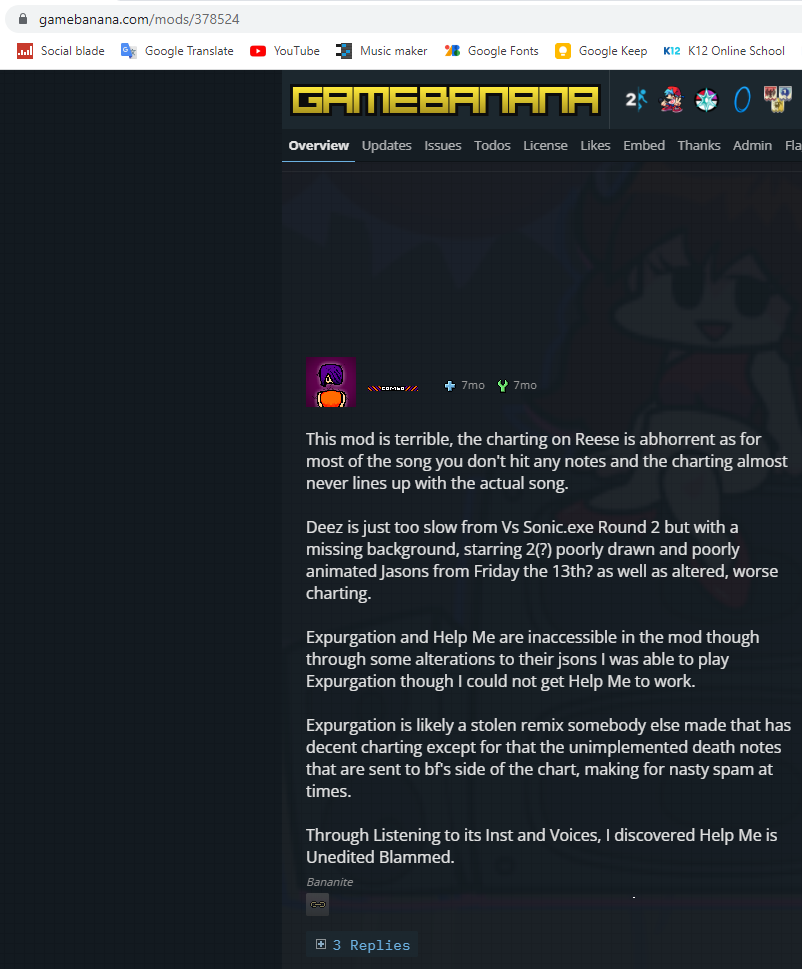 gamebanana.com/mods/378524
Social blade Google Translate YouTube Music maker Google Fonts Google Keep K12 K12 Online School
GAMEBANANA 2
Overview Updates Issues Todos License Likes Embed Thanks Admin Fla
COMBO 7mo 7mo
This mod is terrible, the charting on Reese is abhorrent as for
most of the song you don't hit any notes and the charting almost
never lines up with the actual song.
Deez is just too slow from Vs Sonic.exe Round 2 but with a
missing background, starring 2(?) poorly drawn and poorly
animated Jasons from Friday the 13th? as well as altered, worse
charting.
Expurgation and Help Me are inaccessible in the mod though
through some alterations to their jsons I was able to play
Expurgation though I could not get Help Me to work.
Expurgation is likely a stolen remix somebody else made that has
decent charting except for that the unimplemented death notes
that are sent to bf's side of the chart, making for nasty spam at
times.
Through Listening to its Inst and Voices, I discovered Help Me is
Unedited Blammed.
Bananite
3 Replies